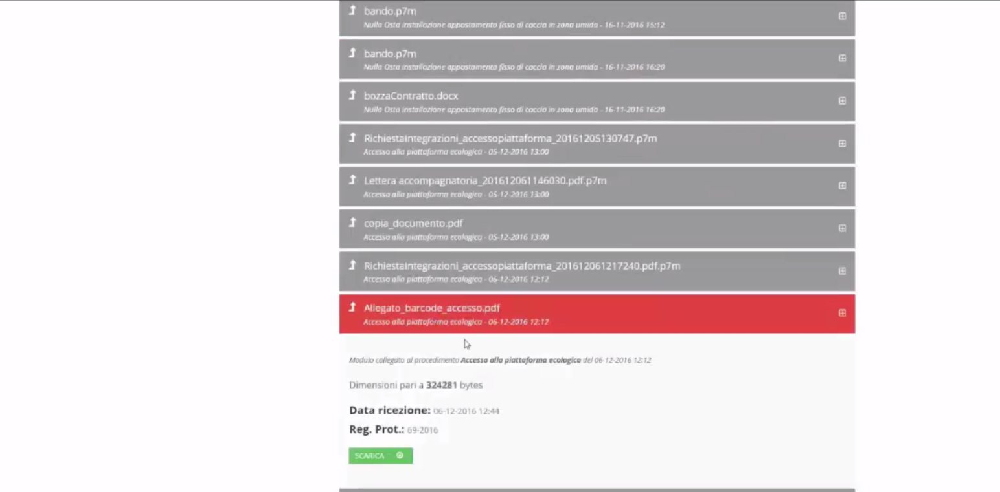 bando.p7m
Nulla Osta installazione appostamento fisso di caccia in zona umida - 16-11-2016 15:12
bando.p7m
Nulla Osta installazione appostamento fisso di caccia in zona umida - 16-11-2016 16:20
bozzaContratto.docx
Nulla Osta installazione appostamento fisso di caccia in zona umida - 16-11-2016 16:20
RichiestaIntegrazioni_accessopiattaforma_20161205130747.p7m
Accesso alla piattaforma ecologica - 05-12-2016 13:00
Lettera accompagnatoria_201612061146030.pdf.p7m
Accesso alla piattaforma ecologica - 05-12-2016 13:00
copia_documento.pdf
Accesso alla piattaforma ecologica - 05-12-2016 13:00
RichiestaIntegrazioni_accessopiattaforma_201612061217240.pdf.p7m
Accesso alla piattaforma ecologica - 06-12-2016 12:12
Allegato_barcode_accesso.pdf
Accesso alla piattaforma ecologica - 06-12-2016 12:12
Modulo collegato al procedimento Accesso alla piattaforma ecologica del 06-12-2016 12:12
Dimensioni pari a 324281 bytes
Data ricezione: 06-12-2016 12:44
Reg. Prot.: 69-2016
SCARICA